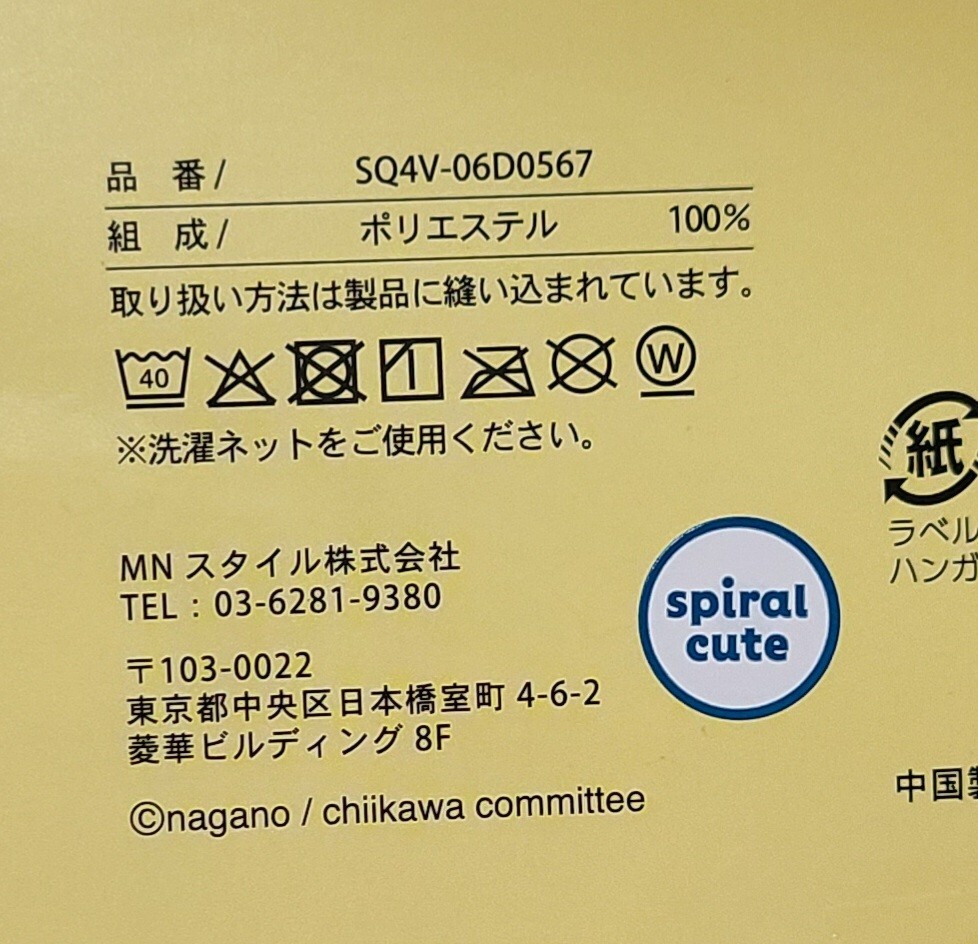 品 番 / SQ4V-06D0567
組 成 / ポリエステル 100%
取り扱い方法は製品に縫い込まれています。
40 W
※洗濯ネットをご使用ください。
紙
ラベル
ハンガ
MN スタイル株式会社
TEL : 03-6281-9380
spiral
cute
〒103-0022
東京都中央区日本橋室町 4-6-2
菱華ビルディング 8F
中国製
©nagano / chiikawa committee